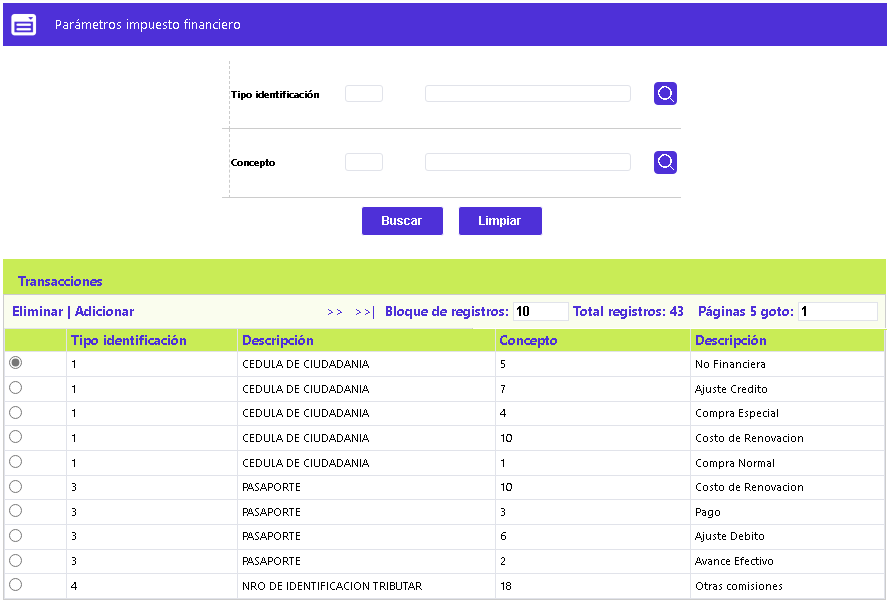 Parámetros impuesto financiero
Tipo identificación
Concepto
Buscar Limpiar
Transacciones
Eliminar | Adicionar >> >>| Bloque de registros: 10 Total registros: 43 Páginas 5 goto: 1
Tipo identificación Descripción Concepto Descripción
1 CEDULA DE CIUDADANIA 5 No Financiera
1 CEDULA DE CIUDADANIA 7 Ajuste Credito
1 CEDULA DE CIUDADANIA 4 Compra Especial
1 CEDULA DE CIUDADANIA 10 Costo de Renovacion
1 CEDULA DE CIUDADANIA 1 Compra Normal
3 PASAPORTE 10 Costo de Renovacion
3 PASAPORTE 3 Pago
3 PASAPORTE 6 Ajuste Debito
3 PASAPORTE 2 Avance Efectivo
4 NRO DE IDENTIFICACION TRIBUTAR 18 Otras comisiones